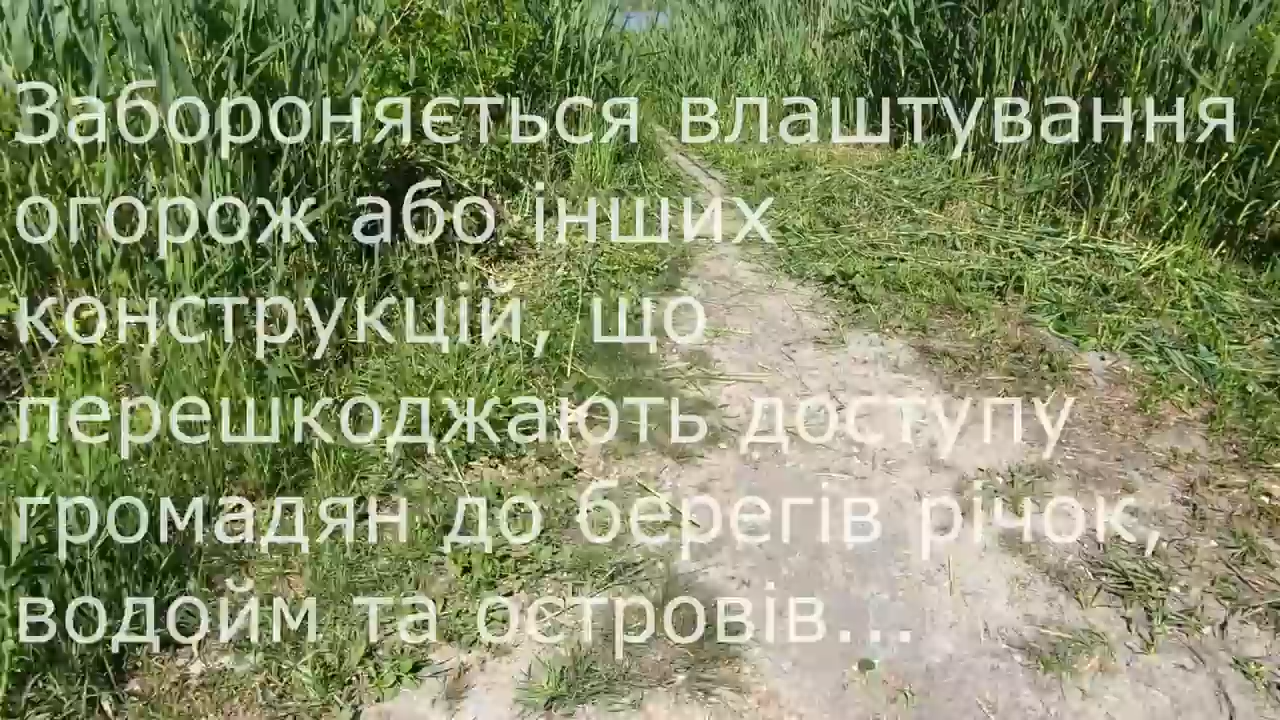 Забороняється влаштування
огорож або інших
конструкцій, що
перешкоджають доступу
громадян до берегів річок,
водойм та островів...